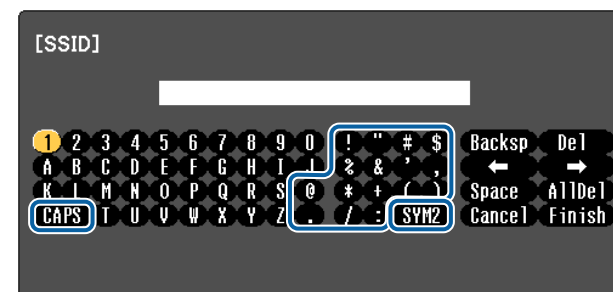 [SSID]
1 2 3 4 5 6 7 8 9 0 ! " # $ Backsp Del
A B C D E F G H I J % & ' , ← →
K L M N O P Q R S @ * + ( ) Space AllDel
CAPS T U V W X Y Z . / : SYM2 Cancel Finish